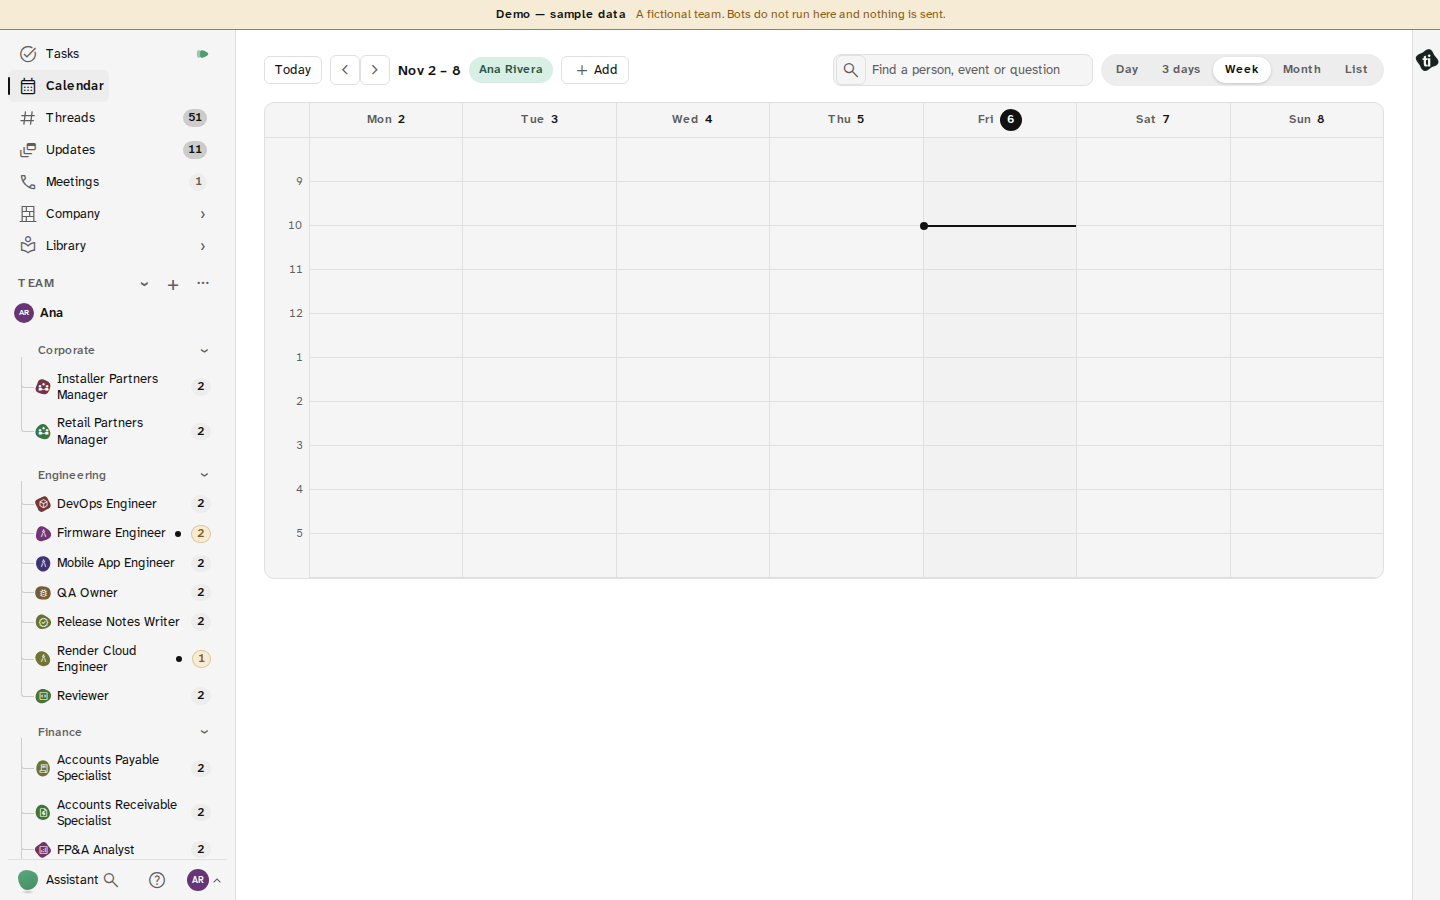 Demo — sample data A fictional team. Bots do not run here and nothing is sent.
Tasks
Calendar
Threads 51
Updates 11
Meetings 1
Company
Library
TEAM
AR Ana
Corporate
Installer Partners
Manager 2
Retail Partners
Manager 2
Engineering
DevOps Engineer 2
Firmware Engineer 2
Mobile App Engineer 2
QA Owner 2
Release Notes Writer 2
Render Cloud
Engineer 1
Reviewer 2
Finance
Accounts Payable
Specialist 2
Accounts Receivable
Specialist 2
FP&A Analyst 2
Assistant AR
Today Nov 2 – 8 Ana Rivera + Add Find a person, event or question Day 3 days Week Month List
Mon 2 Tue 3 Wed 4 Thu 5 Fri 6 Sat 7 Sun 8
9
10
11
12
1
2
3
4
5
ti